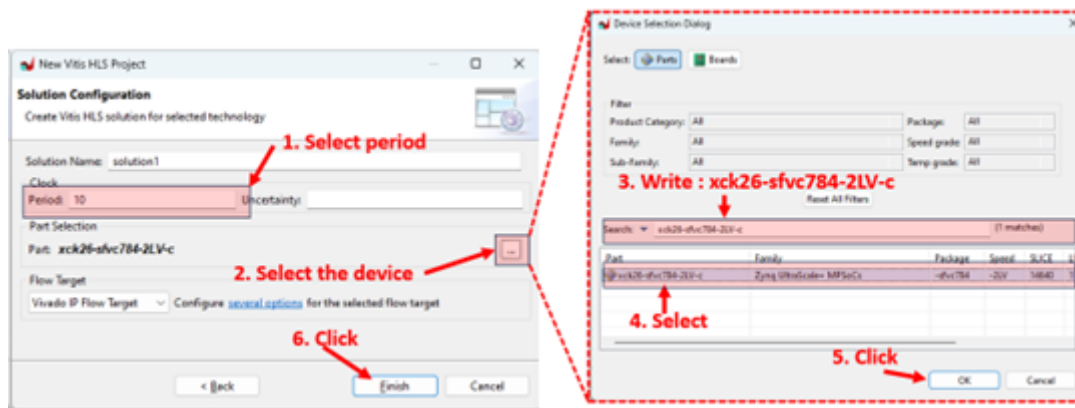 New Vitis HLS Project
Solution Configuration
Create Vitis HLS solution for selected technology
1. Select period
Solution Name: solution1
Clock
Period: 10
Uncertainty:
Part Selection
Part: xck26-sfvc784-2LV-c
...
2. Select the device
Flow Target
Vivado IP Flow Target
Configure several options for the selected flow target
6. Click
< Back
Finish
Cancel
Device Selection Dialog
Select:
Parts
Boards
Filter
Product Category: All
Package: All
Family: All
Speed grade: All
Sub-Family: All
Temp grade: All
3. Write : xck26-sfvc784-2LV-c
Reset All Filters
Search: xck26-sfvc784-2LV-c (1 matches)
Part Family Package Speed SLICE
xck26-sfvc784-2LV-c Zynq UltraScale+ MPSoCs -sfvc784 -2LV 14640
4. Select
5. Click
OK
Cancel